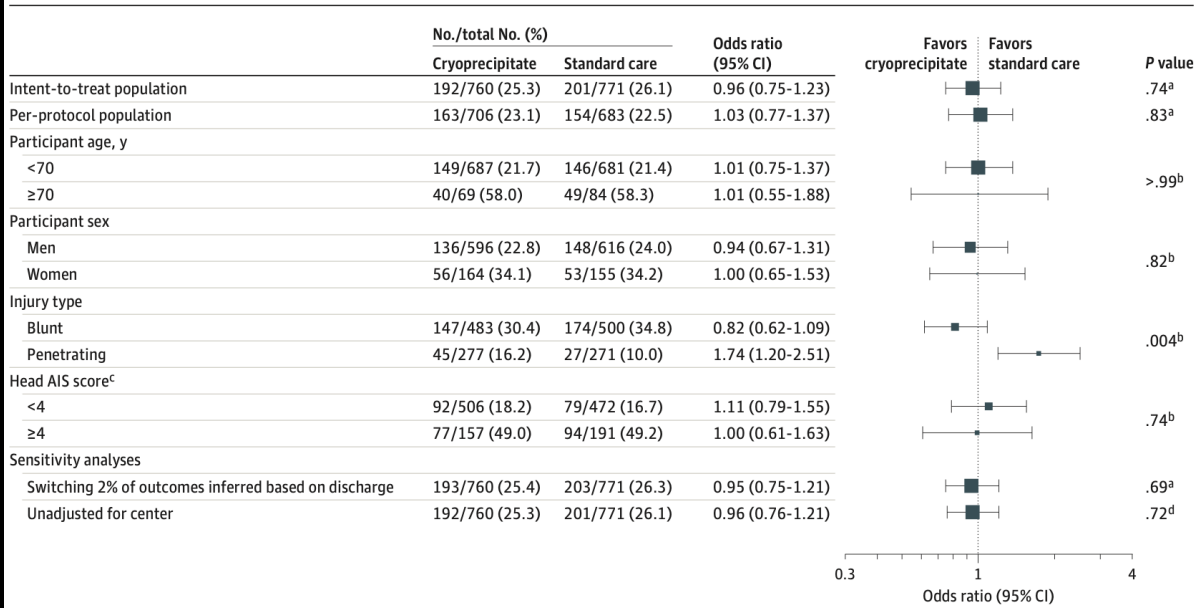 No./total No. (%)
Cryoprecipitate Standard care Odds ratio (95% CI) Favors cryoprecipitate Favors standard care P value
Intent-to-treat population 192/760 (25.3) 201/771 (26.1) 0.96 (0.75-1.23) .74a
Per-protocol population 163/706 (23.1) 154/683 (22.5) 1.03 (0.77-1.37) .83a
Participant age, y
<70 149/687 (21.7) 146/681 (21.4) 1.01 (0.75-1.37)
>.99b
≥70 40/69 (58.0) 49/84 (58.3) 1.01 (0.55-1.88)
Participant sex
Men 136/596 (22.8) 148/616 (24.0) 0.94 (0.67-1.31)
.82b
Women 56/164 (34.1) 53/155 (34.2) 1.00 (0.65-1.53)
Injury type
Blunt 147/483 (30.4) 174/500 (34.8) 0.82 (0.62-1.09)
.004b
Penetrating 45/277 (16.2) 27/271 (10.0) 1.74 (1.20-2.51)
Head AIS scorec
<4 92/506 (18.2) 79/472 (16.7) 1.11 (0.79-1.55)
.74b
≥4 77/157 (49.0) 94/191 (49.2) 1.00 (0.61-1.63)
Sensitivity analyses
Switching 2% of outcomes inferred based on discharge 193/760 (25.4) 203/771 (26.3) 0.95 (0.75-1.21) .69a
Unadjusted for center 192/760 (25.3) 201/771 (26.1) 0.96 (0.76-1.21) .72d
0.3 1 4
Odds ratio (95% CI)